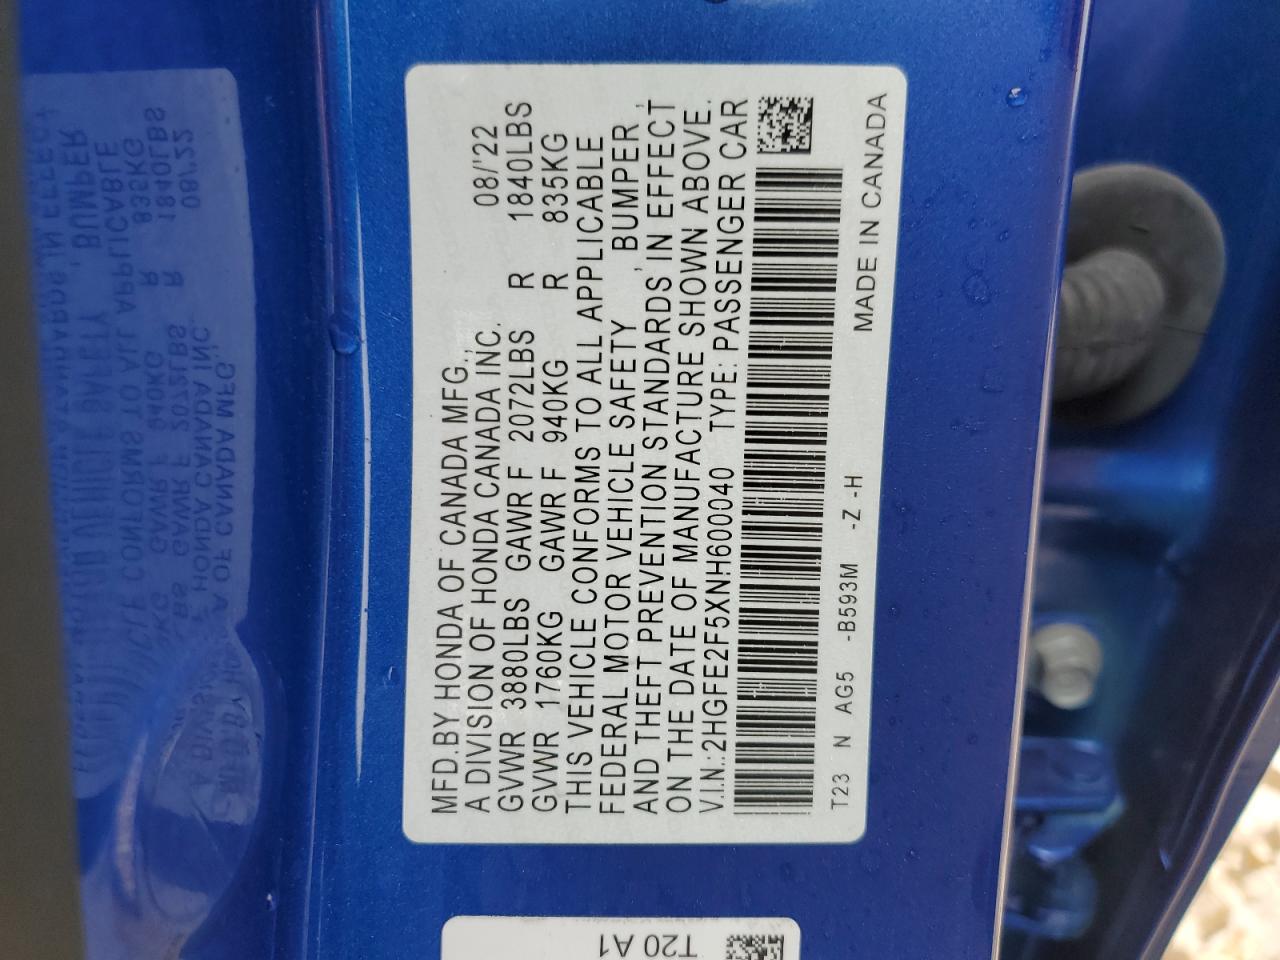 MFD.BY HONDA OF CANADA MFG.,
A DIVISION OF HONDA CANADA INC. 08/'22
GVWR 3880LBS GAWR F 2072LBS R 1840LBS
GVWR 1760KG GAWR F 940KG R 835KG
THIS VEHICLE CONFORMS TO ALL APPLICABLE
FEDERAL MOTOR VEHICLE SAFETY, BUMPER,
AND THEFT PREVENTION STANDARDS IN EFFECT
ON THE DATE OF MANUFACTURE SHOWN ABOVE.
V.I.N.:2HGFE2F5XNH600040 TYPE: PASSENGER CAR
T23 N AG5 -B593M -Z -H MADE IN CANADA
T20 A1